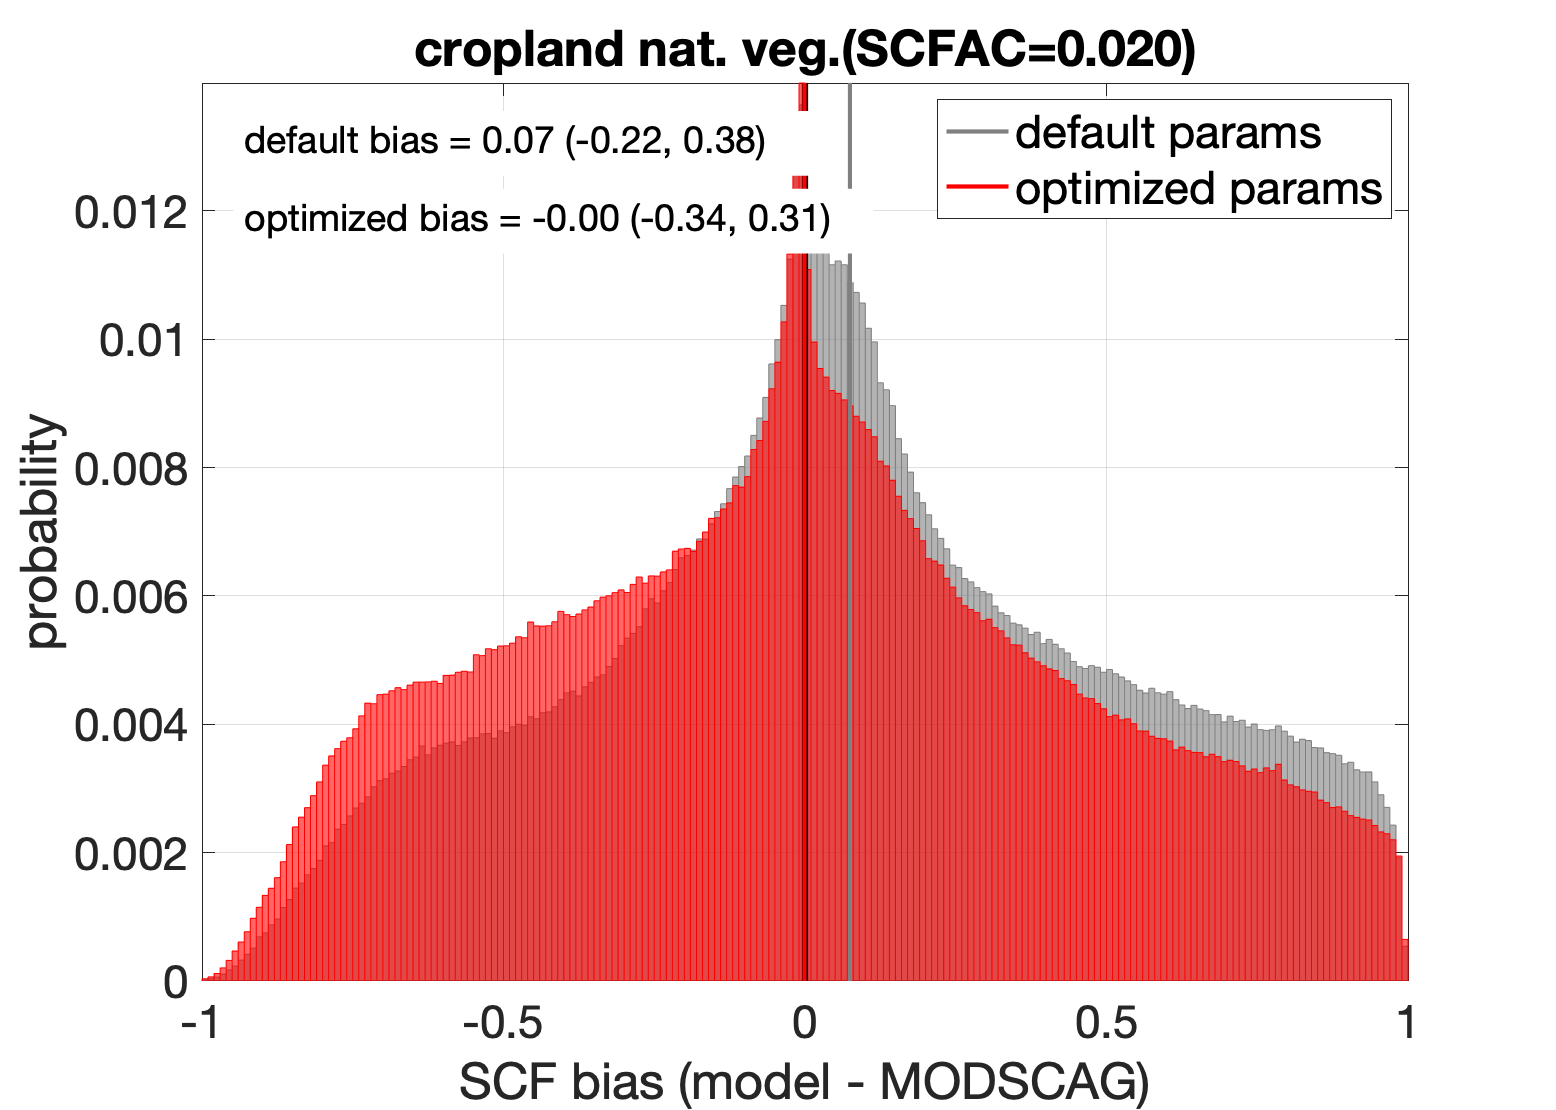 cropland nat. veg.(SCFAC=0.020)
default bias = 0.07 (-0.22, 0.38)
optimized bias = -0.00 (-0.34, 0.31)
default params
optimized params
probability
0.012
0.01
0.008
0.006
0.004
0.002
0
-1
-0.5
0
0.5
1
SCF bias (model - MODSCAG)